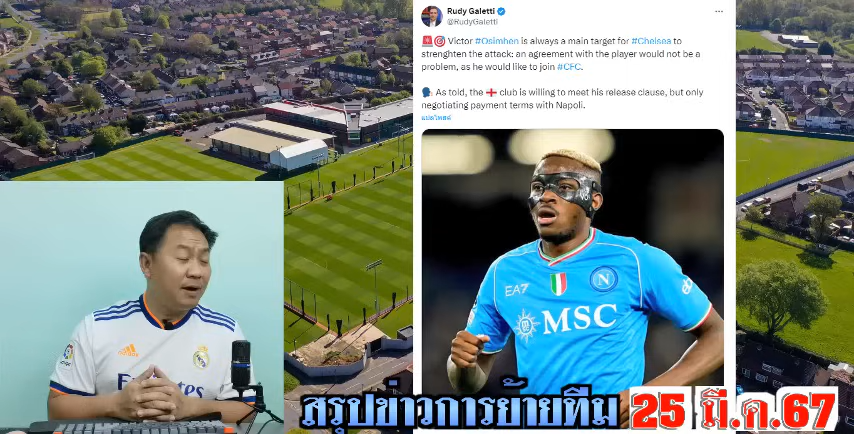 Rudy Galetti
@RudyGaletti
🚨🎯 Victor #Osimhen is always a main target for #Chelsea to
strenghten the attack: an agreement with the player would not be a
problem, as he would like to join #CFC.
🗣 As told, the 🏴󠁧󠁢󠁥󠁮󠁧󠁿 club is willing to meet his release clause, but only
negotiating payment terms with Napoli.
แปลโพสต์
EA7
N
MSC
adidas
Emirates
สรุปข่าวการย้ายทีม 25 มี.ค.67